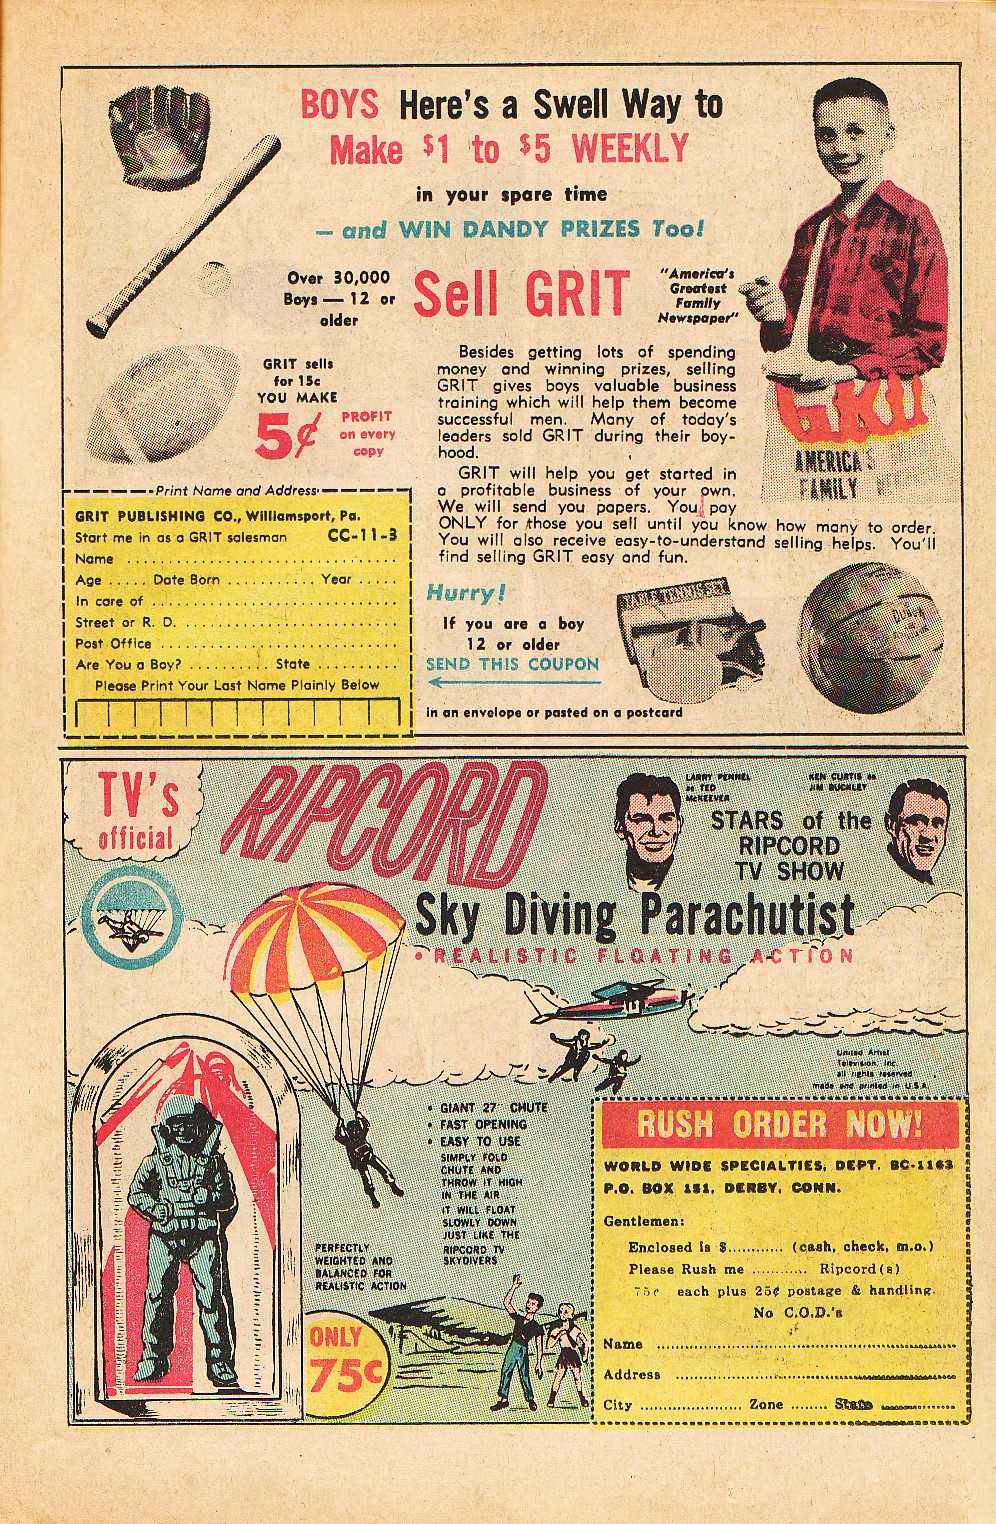 BOYS Here's a Swell Way to
Make $1 to $5 WEEKLY
in your spare time
— and WIN DANDY PRIZES Too!
Over 30,000
Boys — 12 or
older
Sell GRIT
"America's
Greatest
Family
Newspaper"
GRIT sells
for 15c
YOU MAKE
5¢ PROFIT
on every
copy
Besides getting lots of spending
money and winning prizes, selling
GRIT gives boys valuable business
training which will help them become
successful men. Many of today's
leaders sold GRIT during their boy-
hood.
GRIT will help you get started in
a profitable business of your own.
We will send you papers. You pay
ONLY for those you sell until you know how many to order.
You will also receive easy-to-understand selling helps. You'll
find selling GRIT easy and fun.
GRIT
AMERICA'S
FAMILY
Print Name and Address
GRIT PUBLISHING CO., Williamsport, Pa.
Start me in as a GRIT salesman CC-11-3
Name
Age ..... Date Born ........... Year .....
In care of
Street or R. D.
Post Office
Are You a Boy? .......... State ..........
Please Print Your Last Name Plainly Below
Hurry!
If you are a boy
12 or older
SEND THIS COUPON
In an envelope or pasted on a postcard
TABLE TENNIS SET
TV's
official
RIPCORD
LARRY PENNEL
as TED
McKEEVER
KEN CURTIS as
JIM BUCKLEY
STARS of the
RIPCORD
TV SHOW
Sky Diving Parachutist
• REALISTIC FLOATING ACTION
United Artist
Television, Inc.
all rights reserved
made and printed in U.S.A.
• GIANT 27" CHUTE
• FAST OPENING
• EASY TO USE
SIMPLY FOLD
CHUTE AND
THROW IT HIGH
IN THE AIR
IT WILL FLOAT
SLOWLY DOWN
JUST LIKE THE
RIPCORD TV
SKYDIVERS
PERFECTLY
WEIGHTED AND
BALANCED FOR
REALISTIC ACTION
ONLY
75c
RUSH ORDER NOW!
WORLD WIDE SPECIALTIES, DEPT. BC-1163
P.O. BOX 151, DERBY, CONN.
Gentlemen:
Enclosed is $............ (cash, check, m.o.)
Please Rush me ........... Ripcord(s)
75c each plus 25¢ postage & handling.
No C.O.D.'s
Name
Address
City ..................... Zone ........ State ................